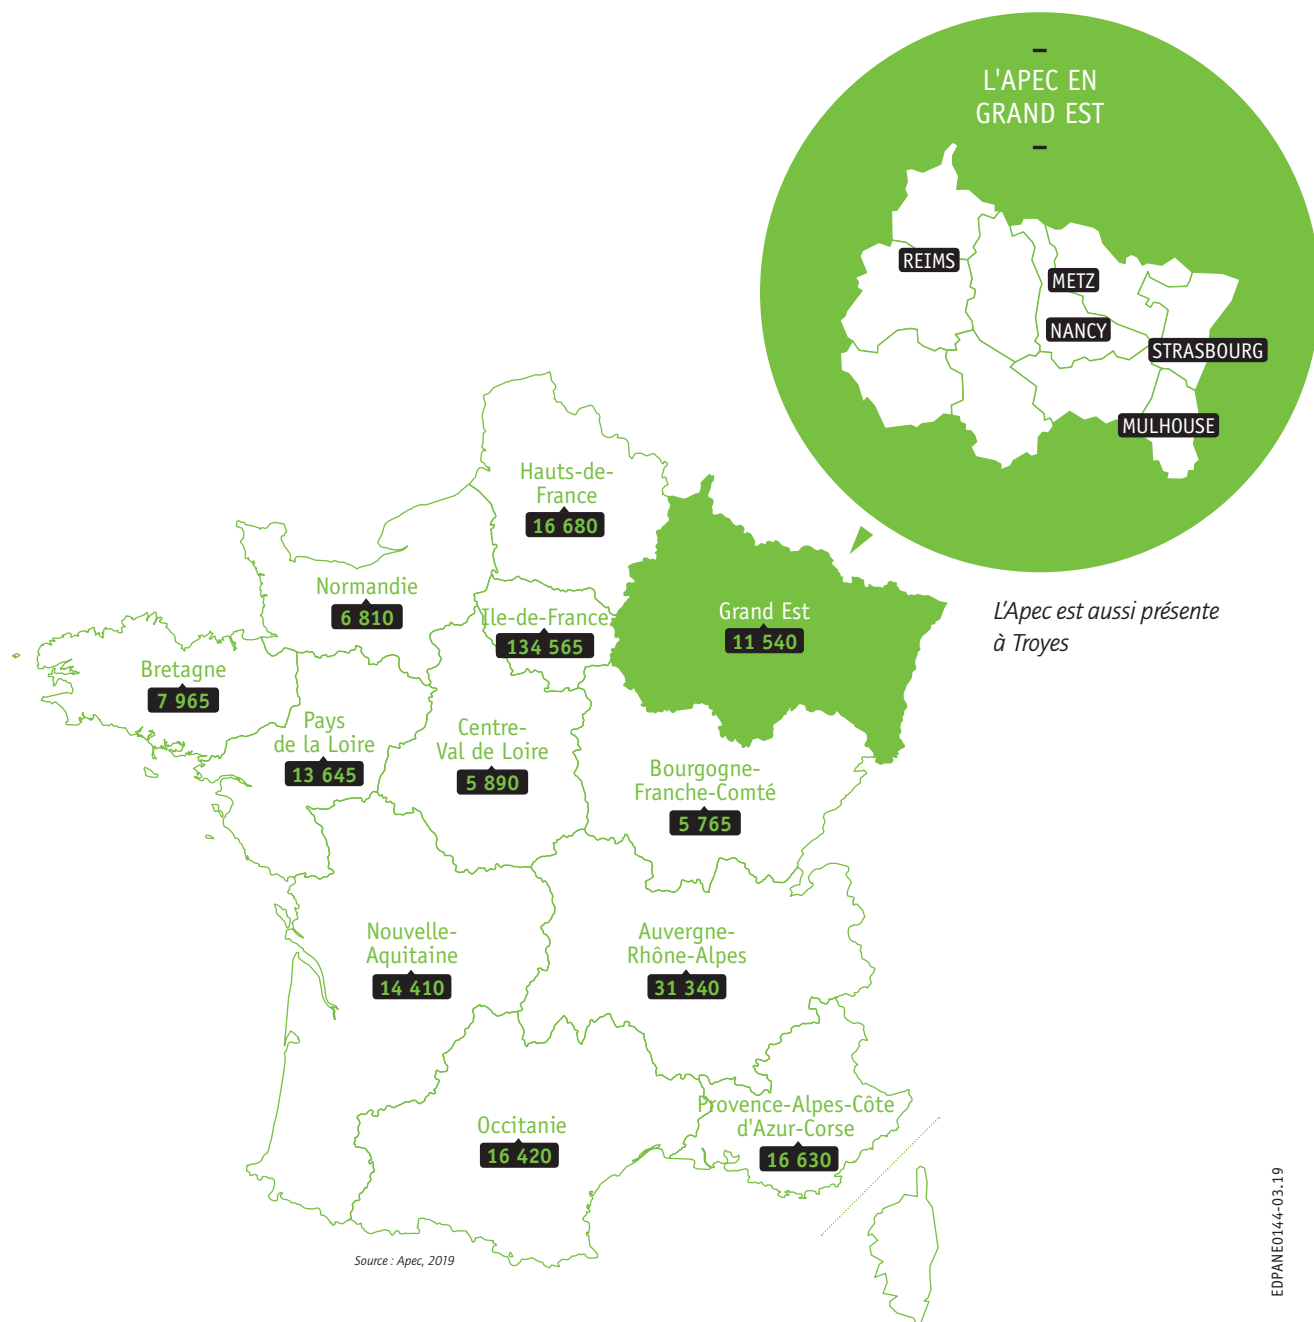 L'APEC EN
GRAND EST
REIMS
METZ
NANCY
STRASBOURG
MULHOUSE
L'Apec est aussi présente
à Troyes
Hauts-de-
France
16 680
Normandie
6 810
Ile-de-France
134 565
Grand Est
11 540
Bretagne
7 965
Pays
de la Loire
13 645
Centre-
Val de Loire
5 890
Bourgogne-
Franche-Comté
5 765
Nouvelle-
Aquitaine
14 410
Auvergne-
Rhône-Alpes
31 340
Occitanie
16 420
Provence-Alpes-Côte
d'Azur-Corse
16 630
Source : Apec, 2019
EDPANE0144-03.19